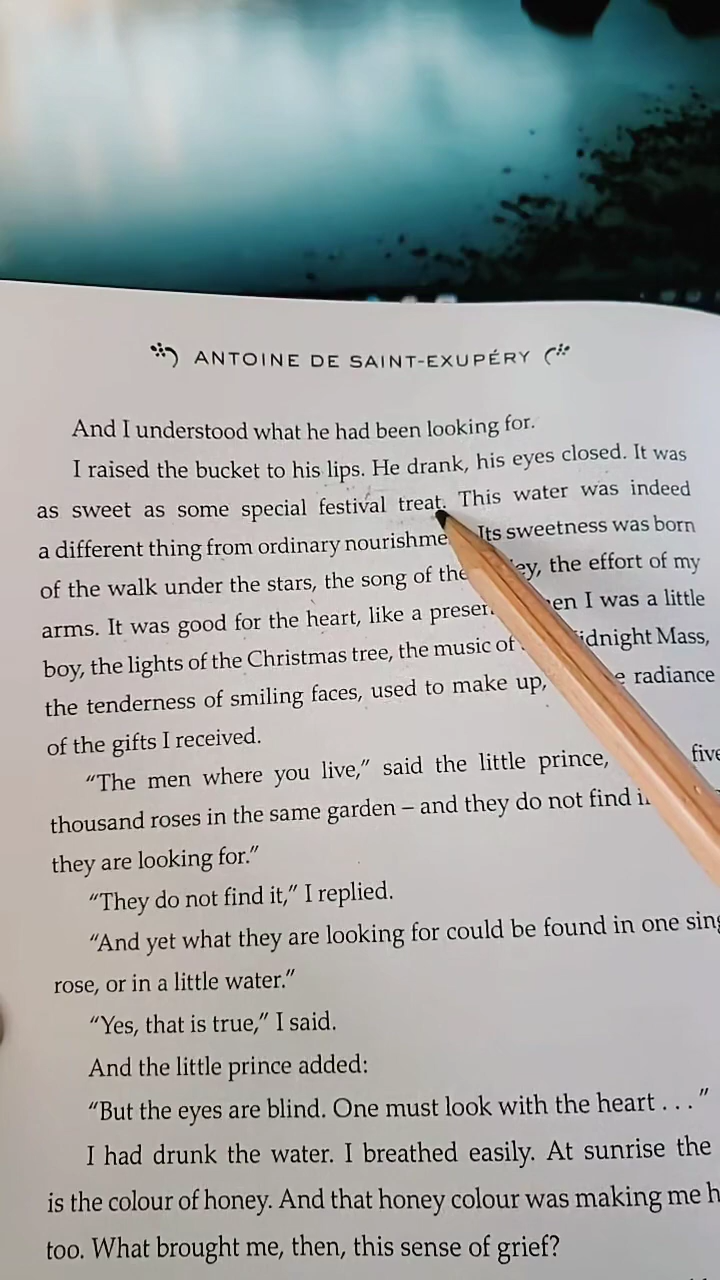 ANTOINE DE SAINT-EXUPÉRY
And I understood what he had been looking for.
I raised the bucket to his lips. He drank, his eyes closed. It was
as sweet as some special festival treat. This water was indeed
a different thing from ordinary Its sweetness was born
of the walk under the stars, the song of the the effort of my
arms. It was good for the heart, like a I was a little
boy, the lights of the Christmas tree, the music of Mass,
the tenderness of smiling faces, used to make up, radiance
of the gifts I received.
“The men where you live,” said the little prince,
thousand roses in the same garden – and they do not find
they are looking for.”
“They do not find it,” I replied.
“And yet what they are looking for could be found in one
rose, or in a little water.”
“Yes, that is true,” I said.
And the little prince added:
“But the eyes are blind. One must look with the heart . . . ”
I had drunk the water. I breathed easily. At sunrise the
is the colour of honey. And that honey colour was making me
too. What brought me, then, this sense of grief?